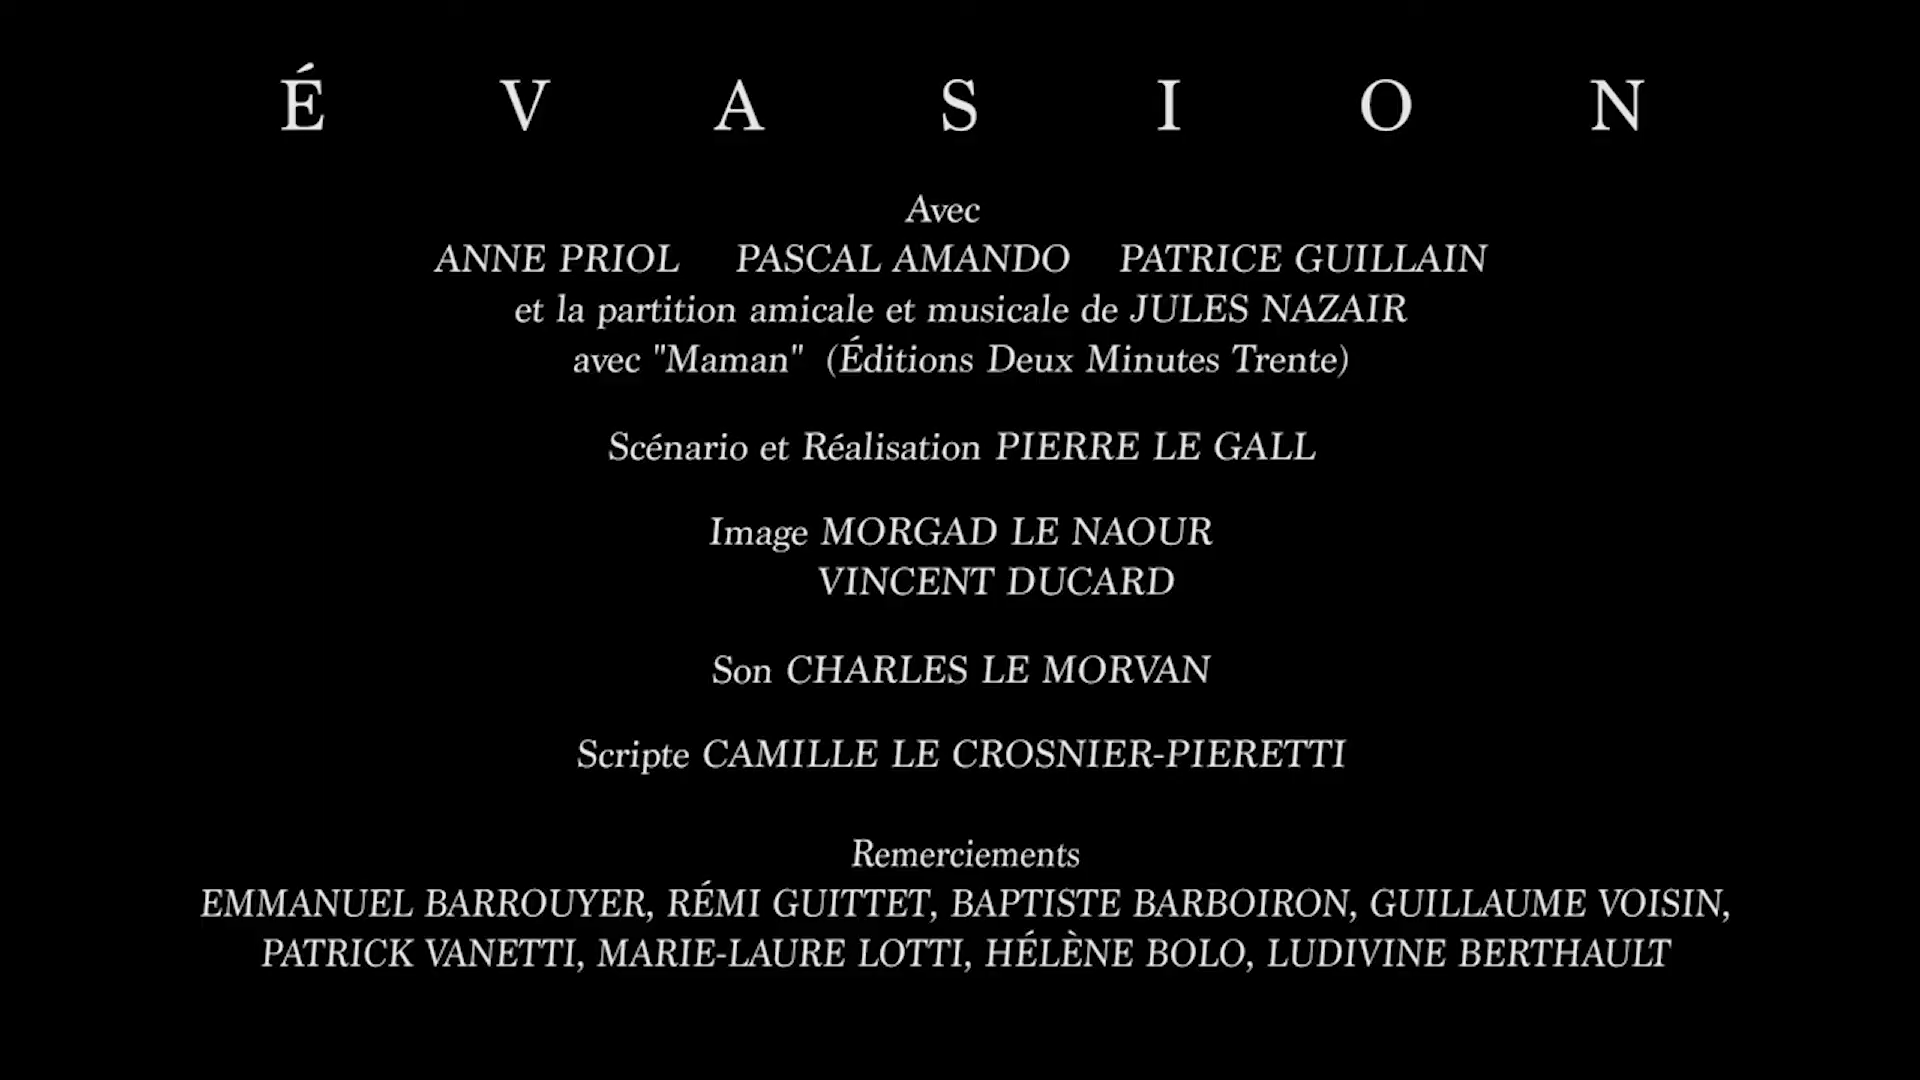 ÉVASION
Avec
ANNE PRIOL PASCAL AMANDO PATRICE GUILLAIN
et la partition amicale et musicale de JULES NAZAIR
avec "Maman" (Éditions Deux Minutes Trente)
Scénario et Réalisation PIERRE LE GALL
Image MORGAD LE NAOUR
VINCENT DUCARD
Son CHARLES LE MORVAN
Scripte CAMILLE LE CROSNIER-PIERETTI
Remerciements
EMMANUEL BARROUYER, RÉMI GUITTET, BAPTISTE BARBOIRON, GUILLAUME VOISIN,
PATRICK VANETTI, MARIE-LAURE LOTTI, HÉLÈNE BOLO, LUDIVINE BERTHAULT